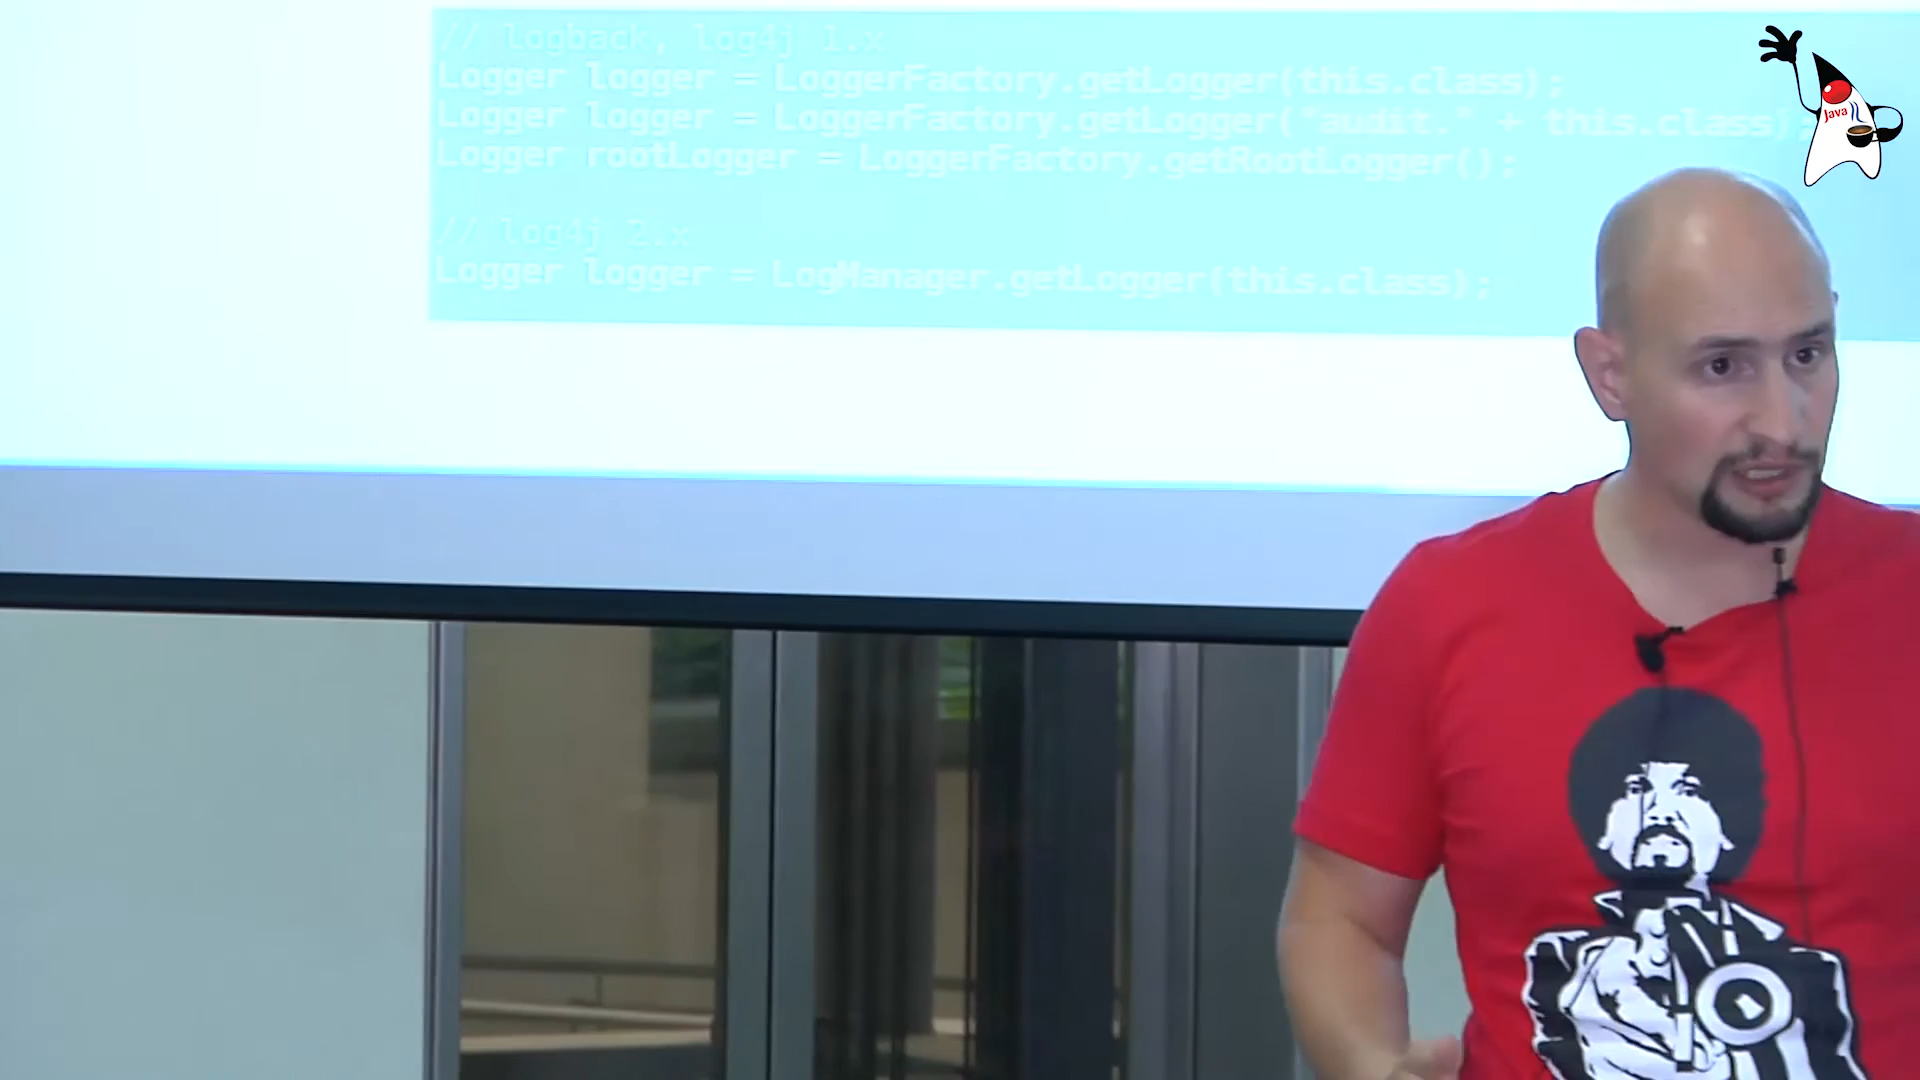 // logback, log4j 1.x
Logger logger = LoggerFactory.getLogger(this.class);
Logger logger = LoggerFactory.getLogger("audit." + this.class);
Logger rootLogger = LoggerFactory.getRootLogger();
// log4j 2.x
Logger logger = LogManager.getLogger(this.class);
Java